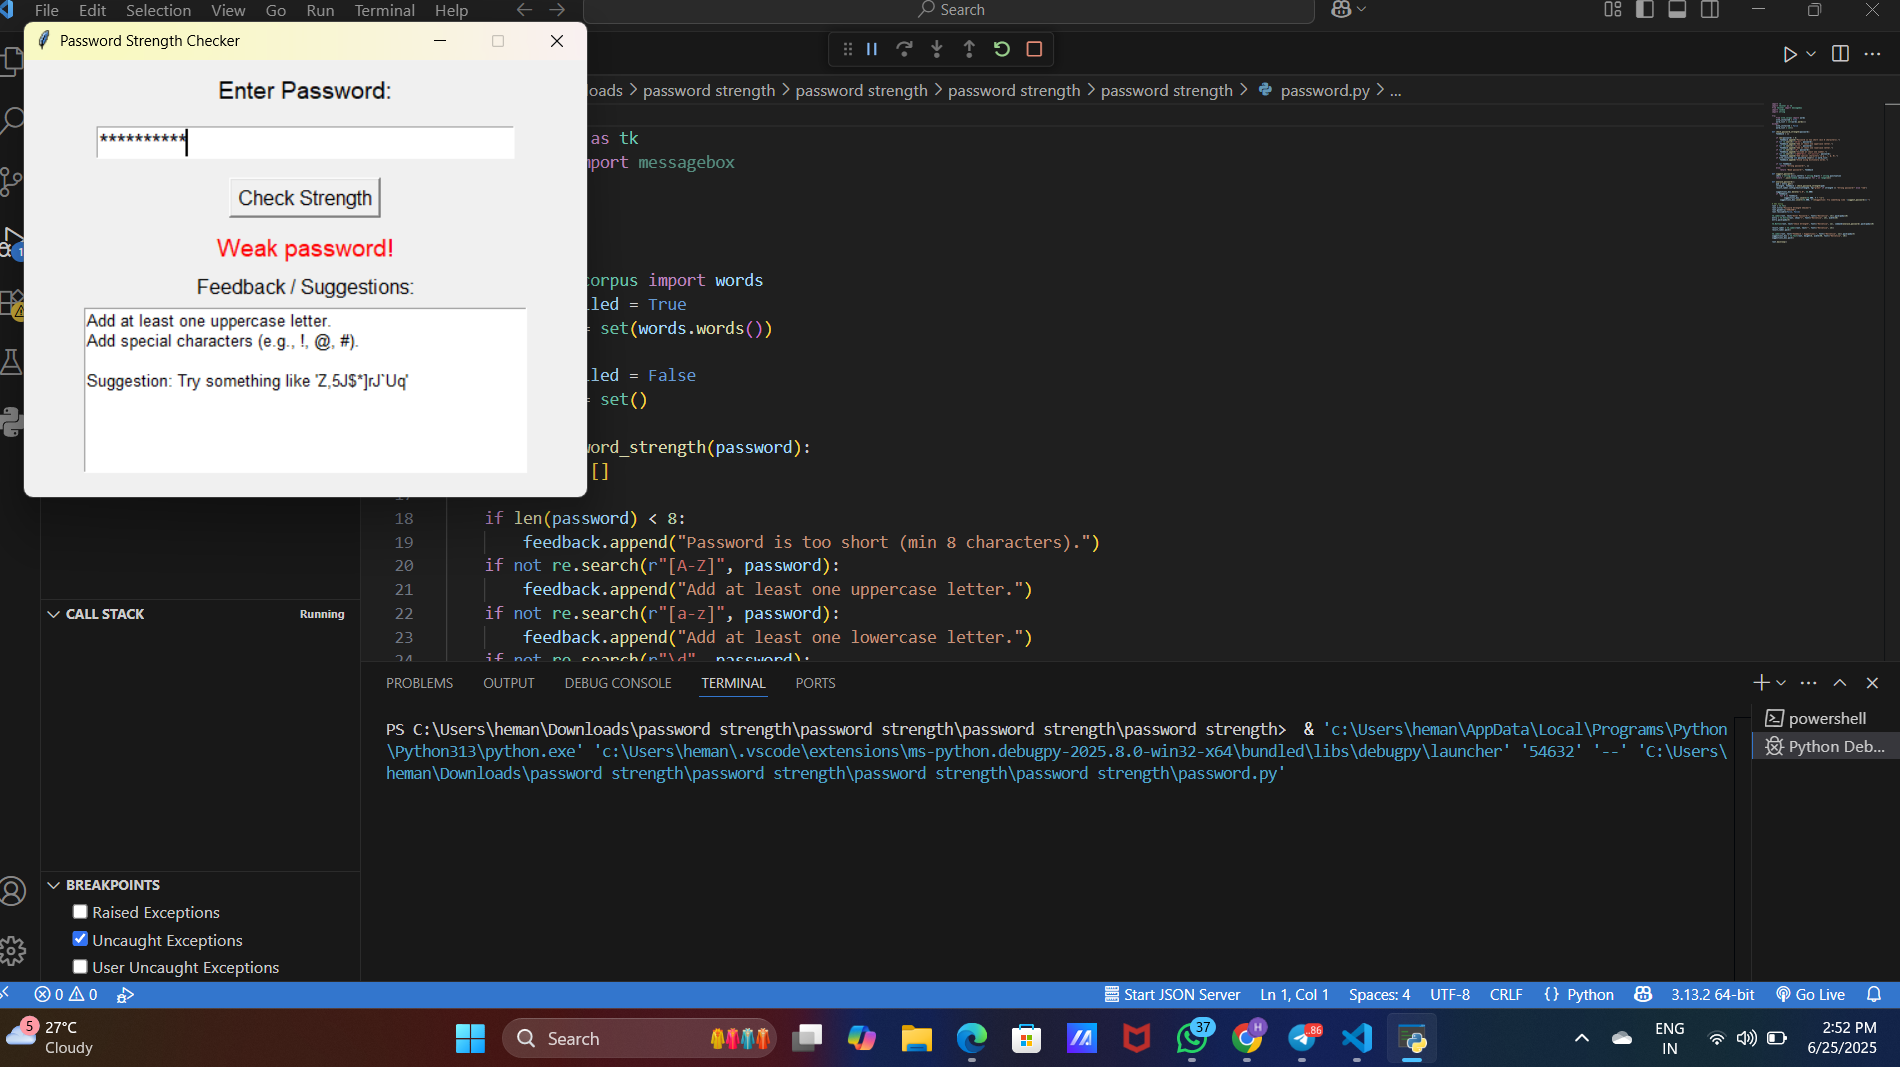 File Edit Selection View Go Run Terminal Help
Search
Password Strength Checker
Enter Password:
**********
Check Strength
Weak password!
Feedback / Suggestions:
Add at least one uppercase letter.
Add special characters (e.g., !, @, #).
Suggestion: Try something like 'Z,5J$*]rJ`Uq'
loads > password strength > password strength > password strength > password strength > password.py > ...
as tk
import messagebox
corpus import words
led = True
= set(words.words())
led = False
= set()
word_strength(password):
[]
17
18 if len(password) < 8:
19 feedback.append("Password is too short (min 8 characters).")
20 if not re.search(r"[A-Z]", password):
21 feedback.append("Add at least one uppercase letter.")
22 if not re.search(r"[a-z]", password):
23 feedback.append("Add at least one lowercase letter.")
24 if not re.search(r"\d", password):
1
CALL STACK
Running
BREAKPOINTS
Raised Exceptions
Uncaught Exceptions
User Uncaught Exceptions
PROBLEMS OUTPUT DEBUG CONSOLE TERMINAL PORTS
PS C:\Users\heman\Downloads\password strength\password strength\password strength\password strength> & 'c:\Users\heman\AppData\Local\Programs\Python
\Python313\python.exe' 'c:\Users\heman\.vscode\extensions\ms-python.debugpy-2025.8.0-win32-x64\bundled\libs\debugpy\launcher' '54632' '--' 'C:\Users\
heman\Downloads\password strength\password strength\password strength\password strength\password.py'
powershell
Python Deb...
0 0
Start JSON Server Ln 1, Col 1 Spaces: 4 UTF-8 CRLF {} Python 3.13.2 64-bit Go Live
5
27°C
Cloudy
Search
37
H
.86
ENG
IN
2:52 PM
6/25/2025